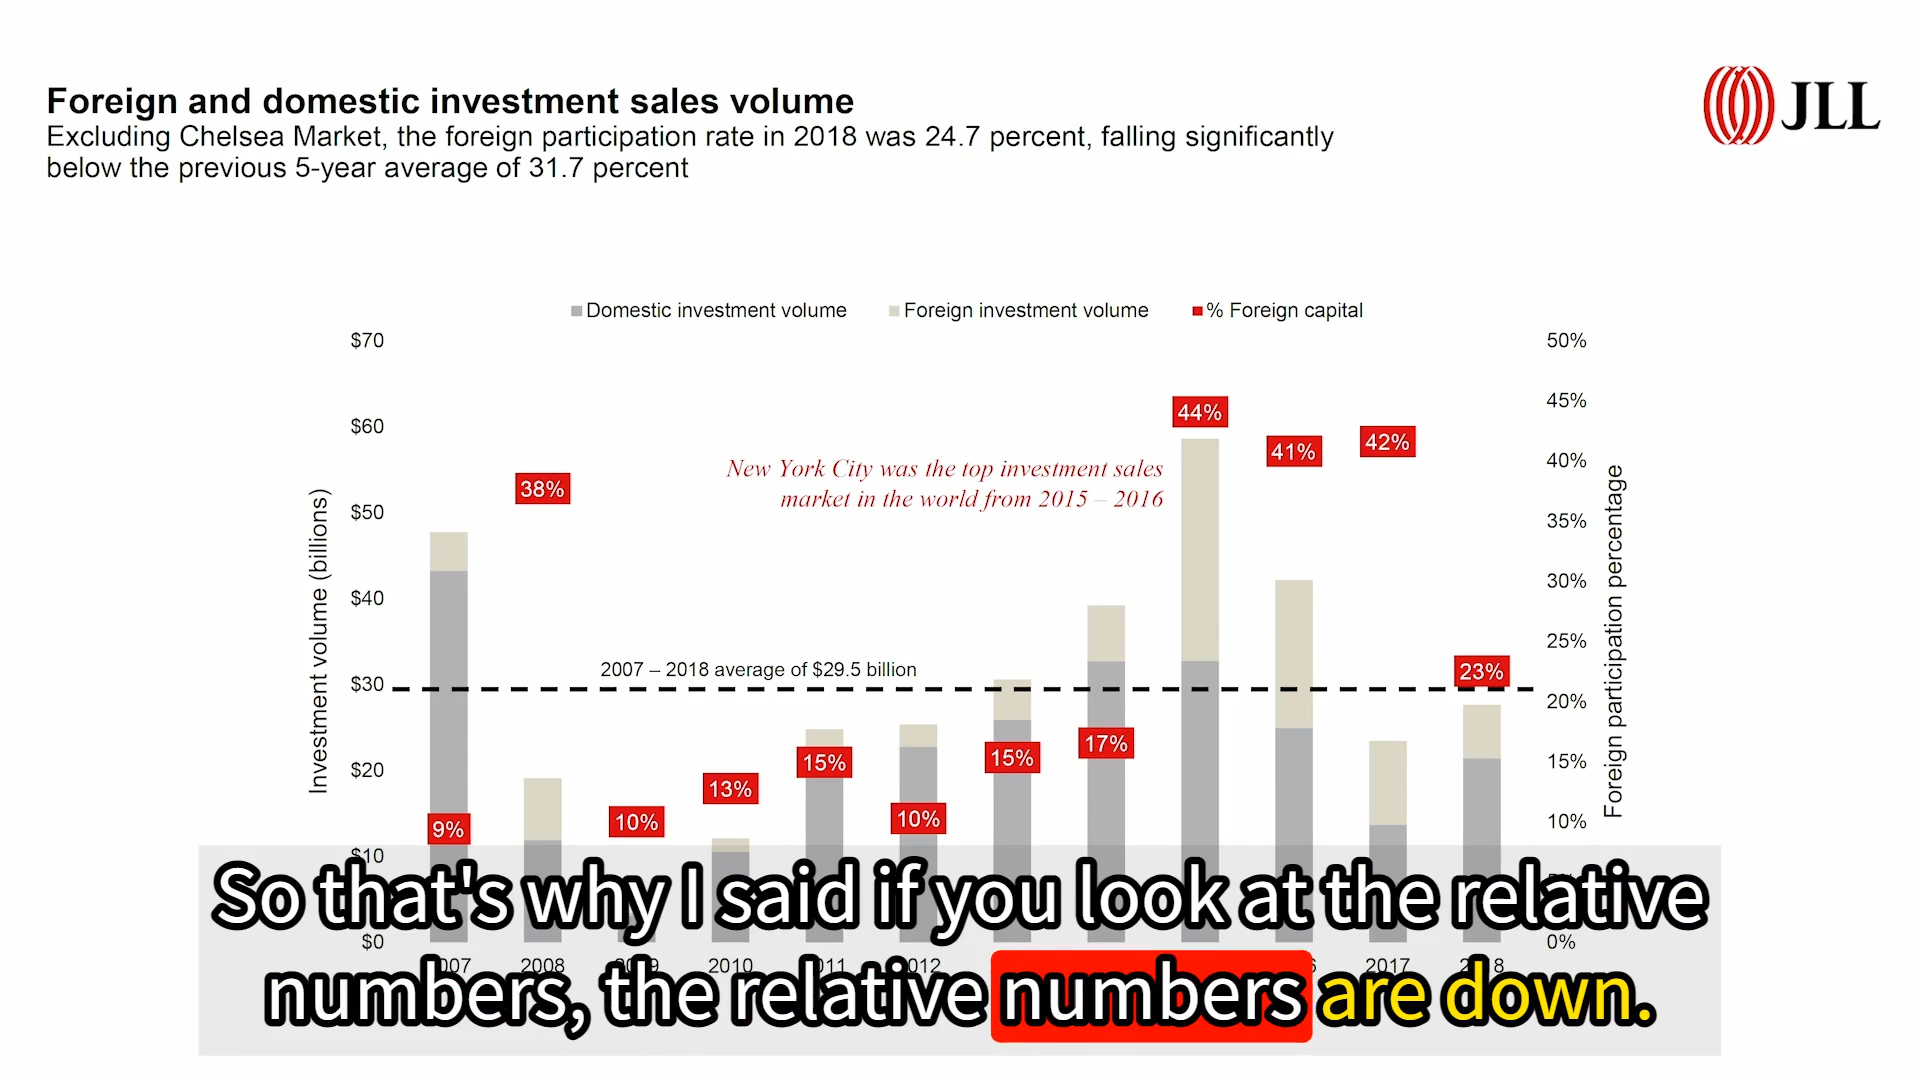 Foreign and domestic investment sales volume
Excluding Chelsea Market, the foreign participation rate in 2018 was 24.7 percent, falling significantly
below the previous 5-year average of 31.7 percent
JLL
Domestic investment volume
Foreign investment volume
% Foreign capital
$70
$60
$50
$40
$30
$20
$10
$0
Investment volume (billions)
50%
45%
40%
35%
30%
25%
20%
15%
10%
0%
Foreign participation percentage
New York City was the top investment sales
market in the world from 2015 – 2016
2007 – 2018 average of $29.5 billion
9%
38%
10%
13%
15%
10%
15%
17%
44%
41%
42%
23%
2008
2010
2017
So that's why I said if you look at the relative
numbers, the relative numbers are down.